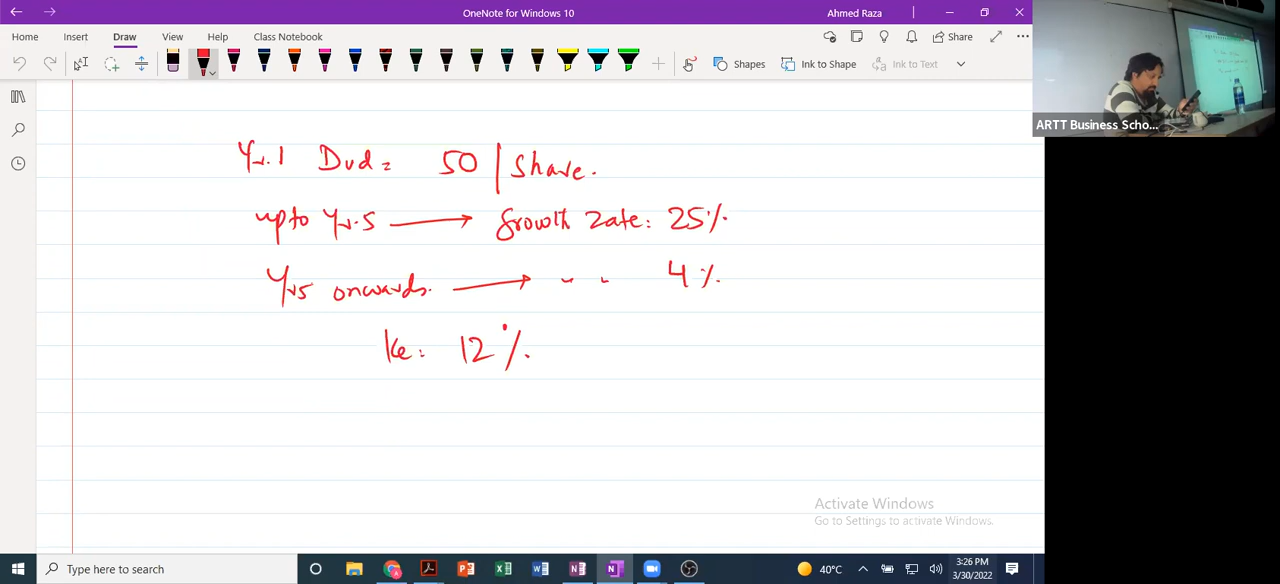 OneNote for Windows 10
Ahmed Raza
Home Insert Draw View Help Class Notebook
Share
Shapes Ink to Shape Ink to Text
ARTT Business Scho...
Yr.1 Dvd= 50 | Share.
upto Yr.5 → Growth Rate: 25%
Yr5 onwards. → " " 4%
Ke: 12%
Activate Windows
Go to Settings to activate Windows.
Type here to search
40°C
3:26 PM
3/30/2022